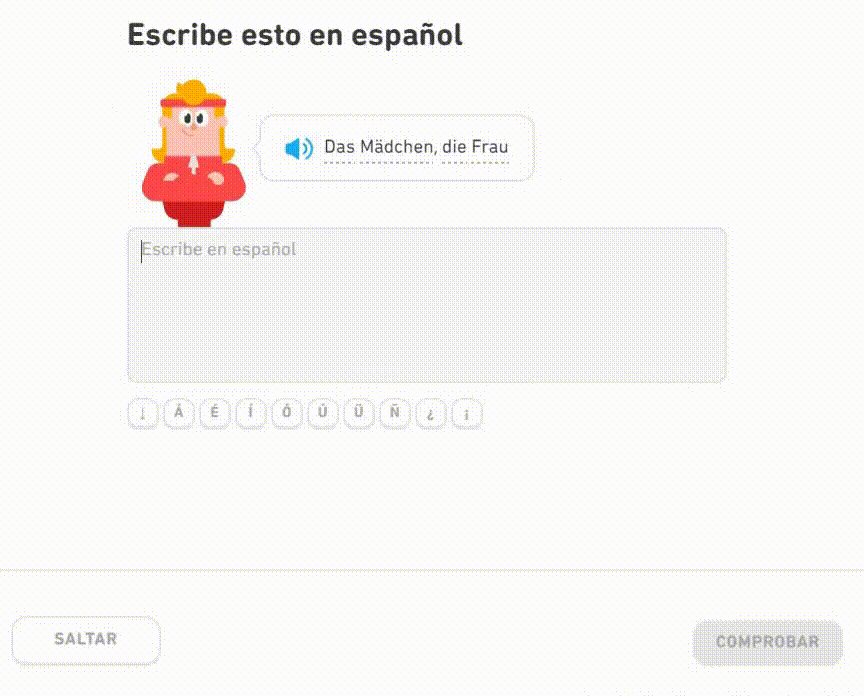 Escribe esto en español
Das Mädchen, die Frau
Escribe en español
↓ Á É Í Ó Ú Ü Ñ ¿ ¡
SALTAR
COMPROBAR